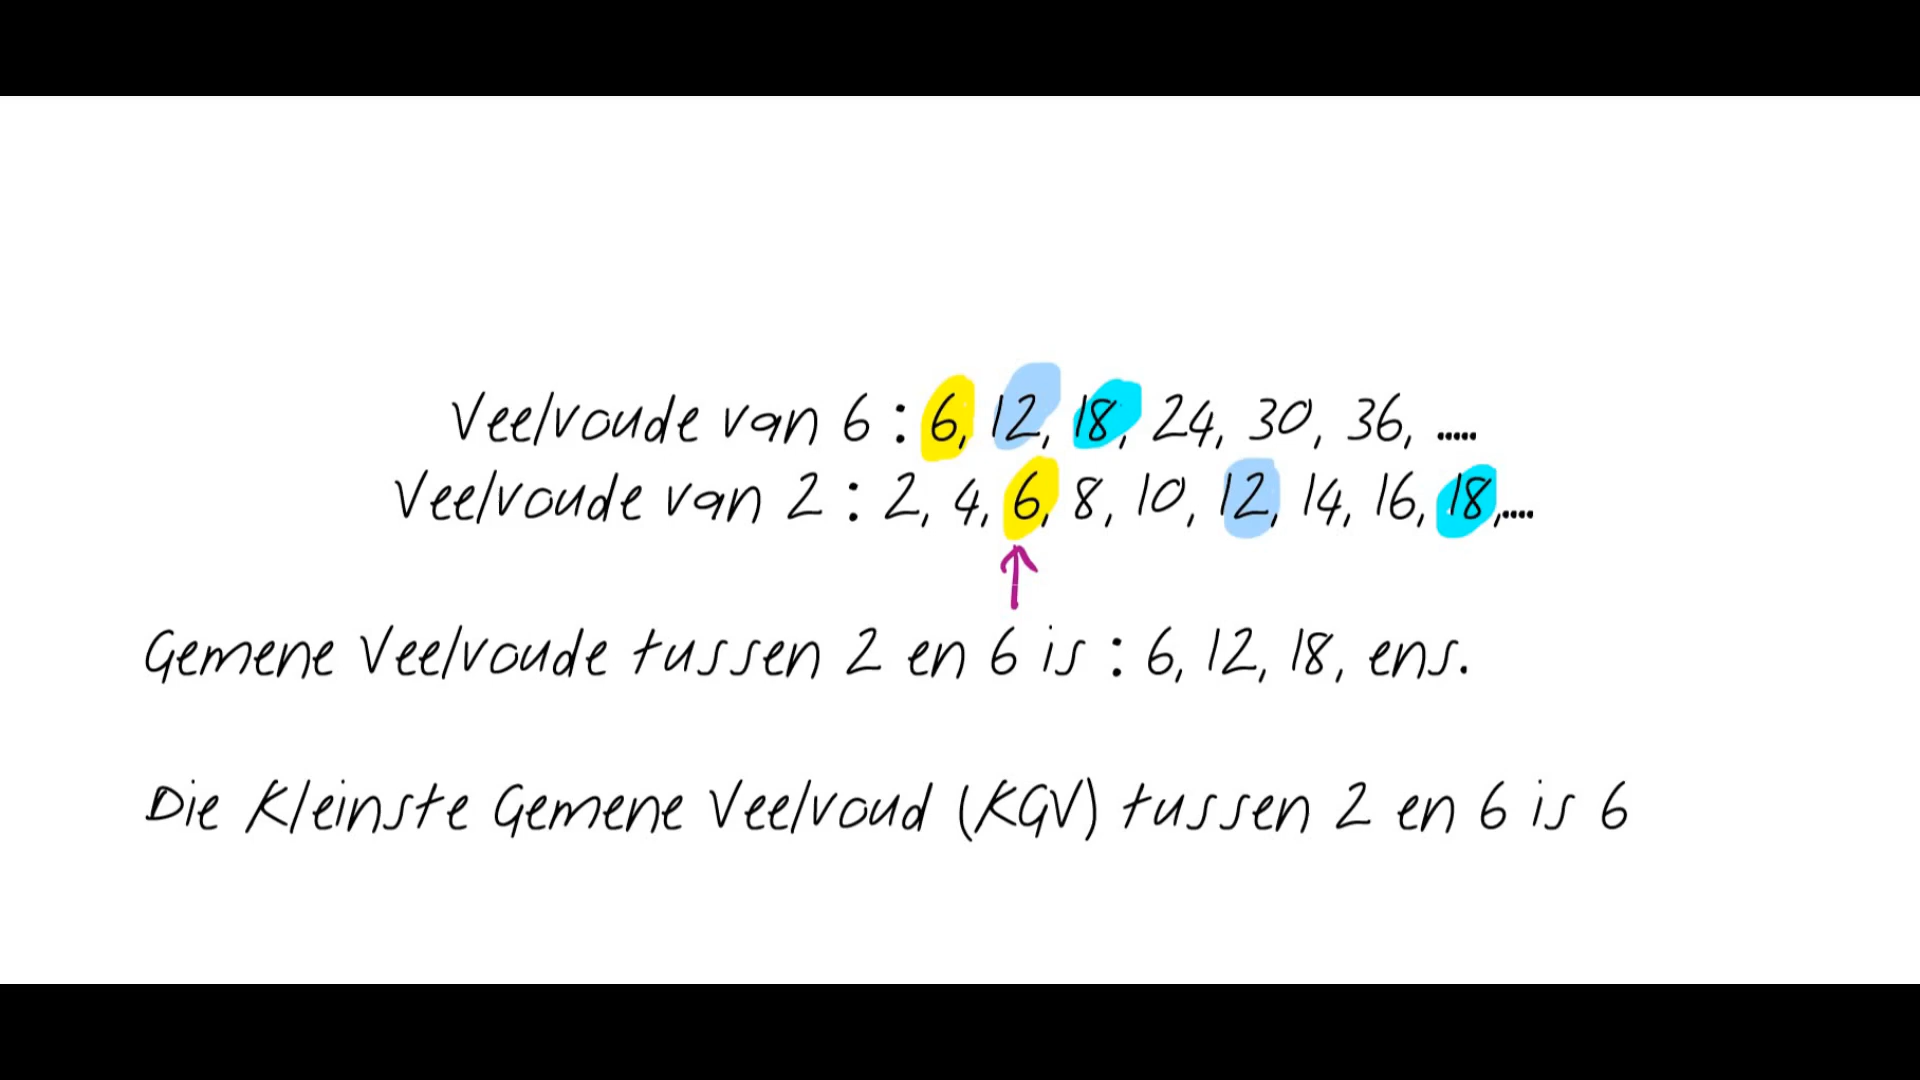 Veelvoude van 6 : 6, 12, 18, 24, 30, 36, .....
Veelvoude van 2 : 2, 4, 6, 8, 10, 12, 14, 16, 18, ....
Gemene Veelvoude tussen 2 en 6 is : 6, 12, 18, ens.
Die Kleinste Gemene Veelvoud (KGV) tussen 2 en 6 is 6